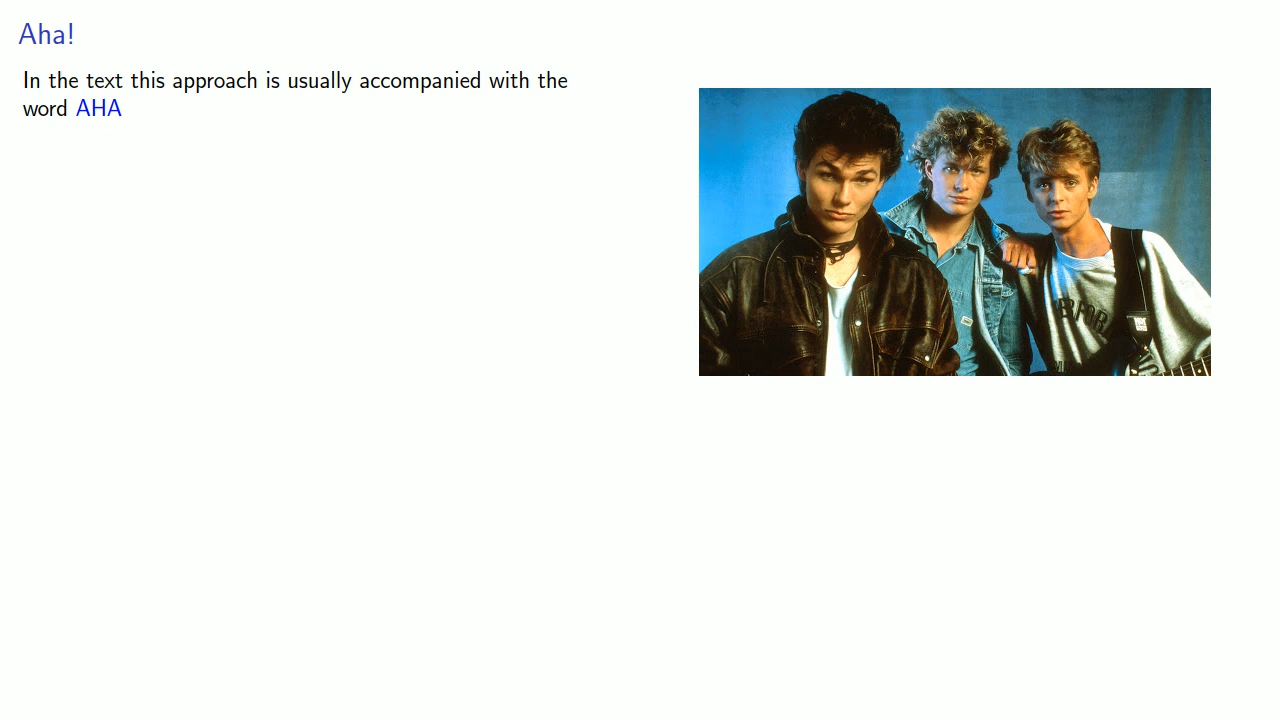 Aha!
In the text this approach is usually accompanied with the
word AHA